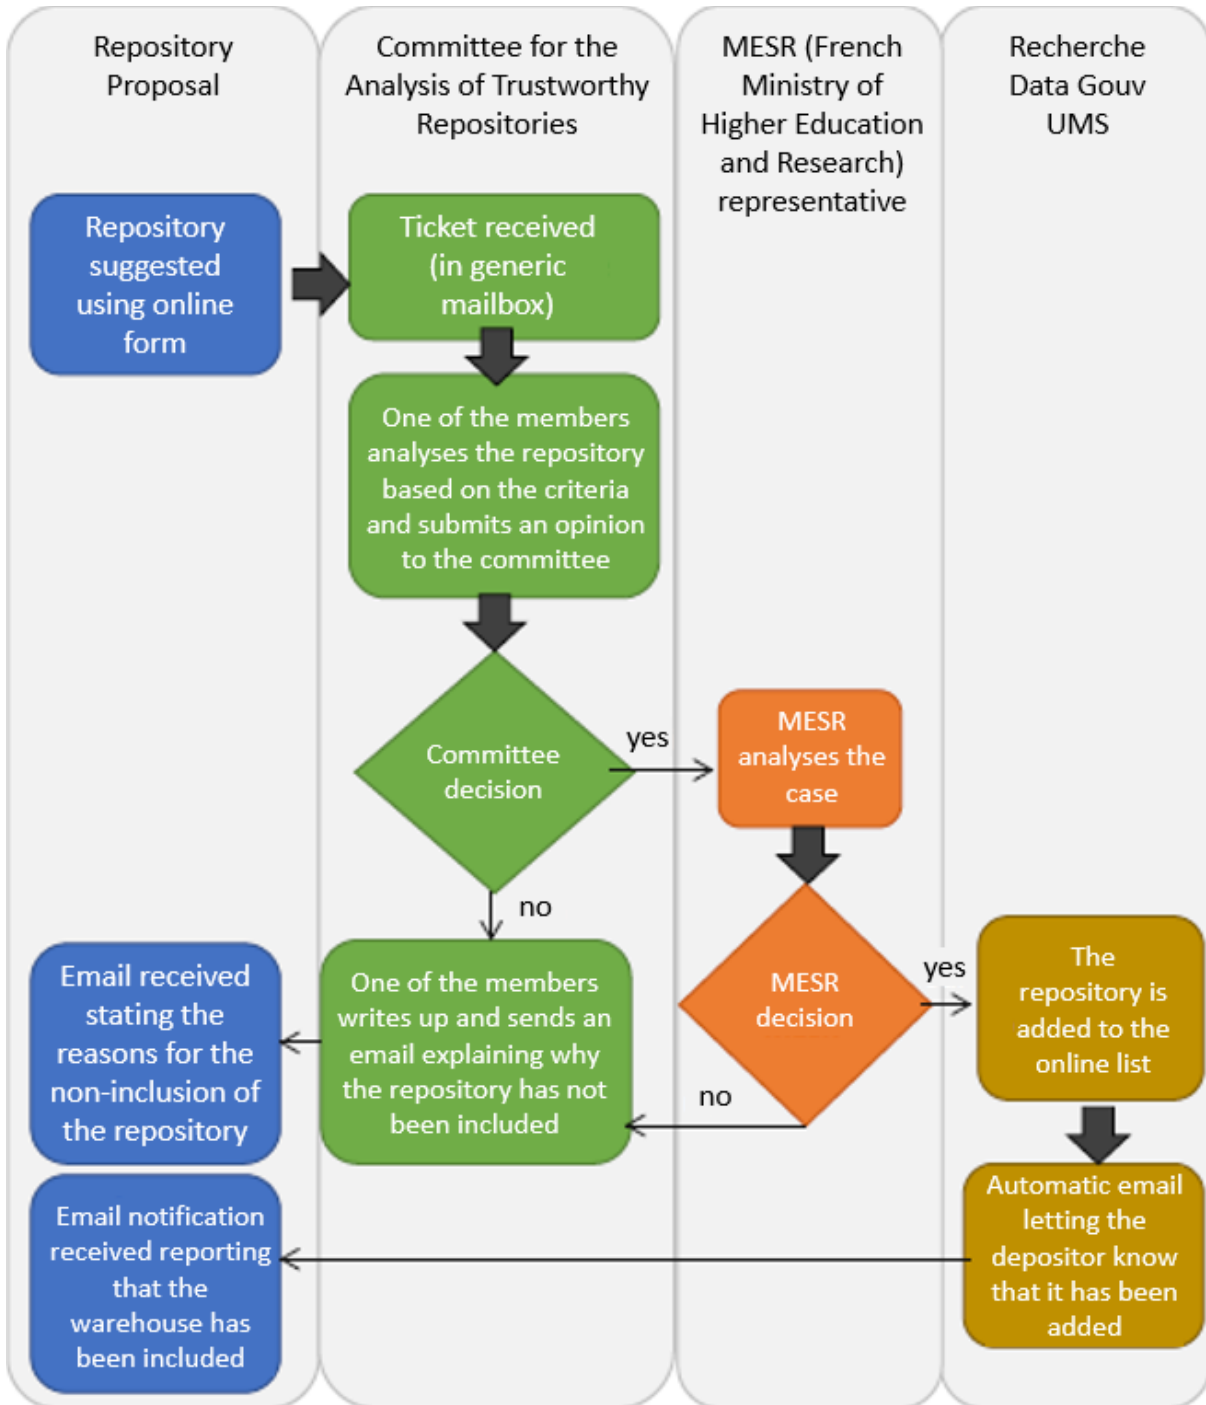 Repository
Proposal
Committee for the
Analysis of Trustworthy
Repositories
MESR (French
Ministry of
Higher Education
and Research)
representative
Recherche
Data Gouv
UMS
Repository
suggested
using online
form
Ticket received
(in generic
mailbox)
One of the members
analyses the repository
based on the criteria
and submits an opinion
to the committee
Committee
decision
yes
MESR
analyses the
case
no
MESR
decision
yes
The
repository is
added to the
online list
no
One of the members
writes up and sends an
email explaining why
the repository has not
been included
Email received
stating the
reasons for the
non-inclusion of
the repository
Automatic email
letting the
depositor know
that it has been
added
Email notification
received reporting
that the
warehouse has
been included